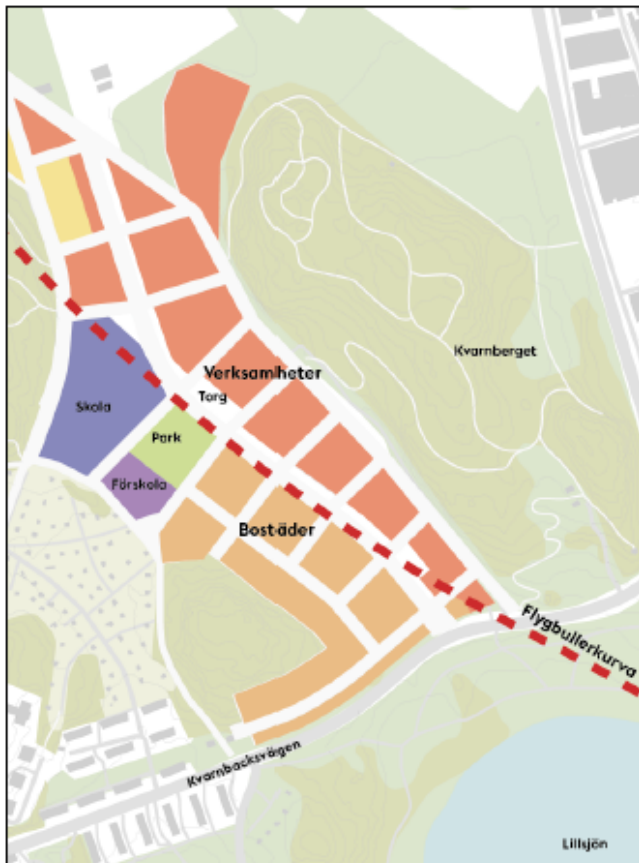 Kvarnberget
Verksamheter
Torg
Skola
Park
Förskola
Bostäder
Flygbullerkurva
Kvarnbacksvägen
Lillsjön